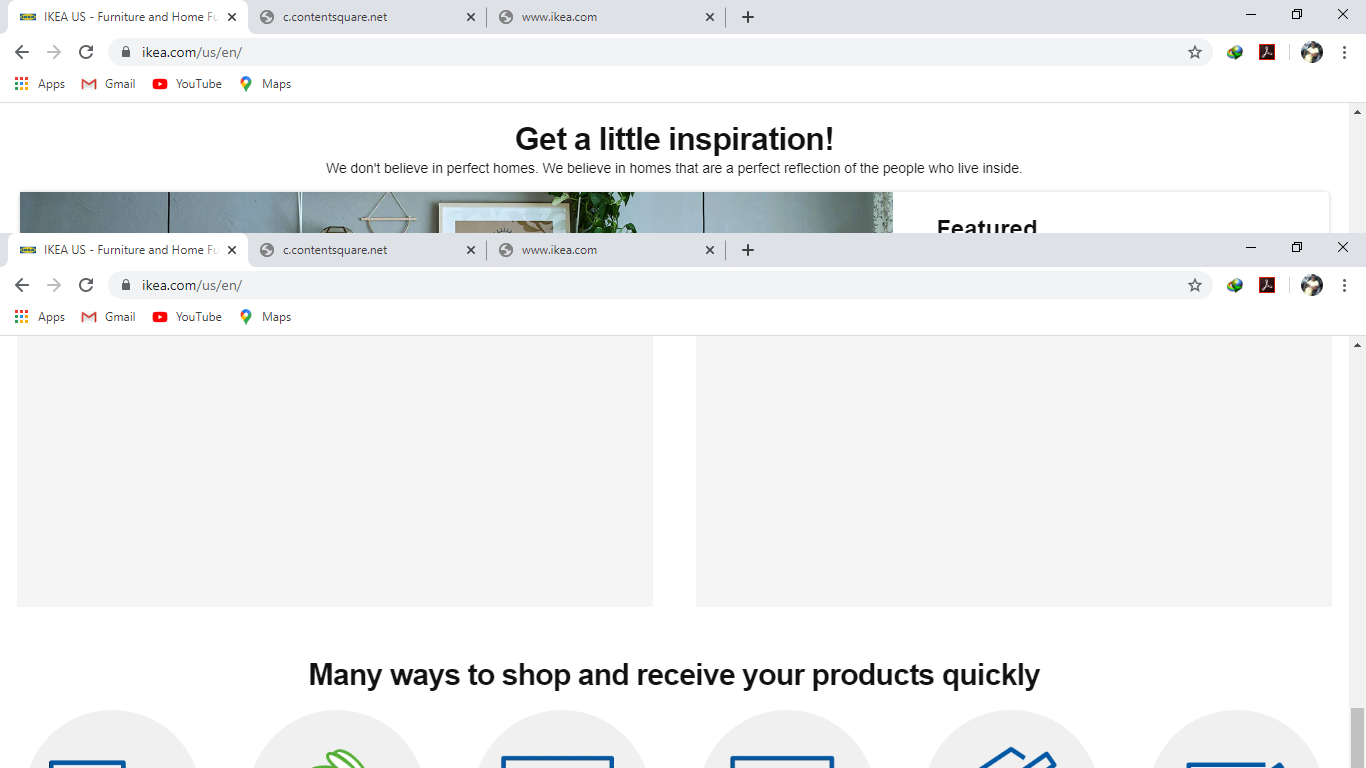 IKEA US - Furniture and Home Fu
c.contentsquare.net
www.ikea.com
ikea.com/us/en/
Apps Gmail YouTube Maps
Get a little inspiration!
We don't believe in perfect homes. We believe in homes that are a perfect reflection of the people who live inside.
Featured
IKEA US - Furniture and Home Fu
c.contentsquare.net
www.ikea.com
ikea.com/us/en/
Apps Gmail YouTube Maps
Many ways to shop and receive your products quickly